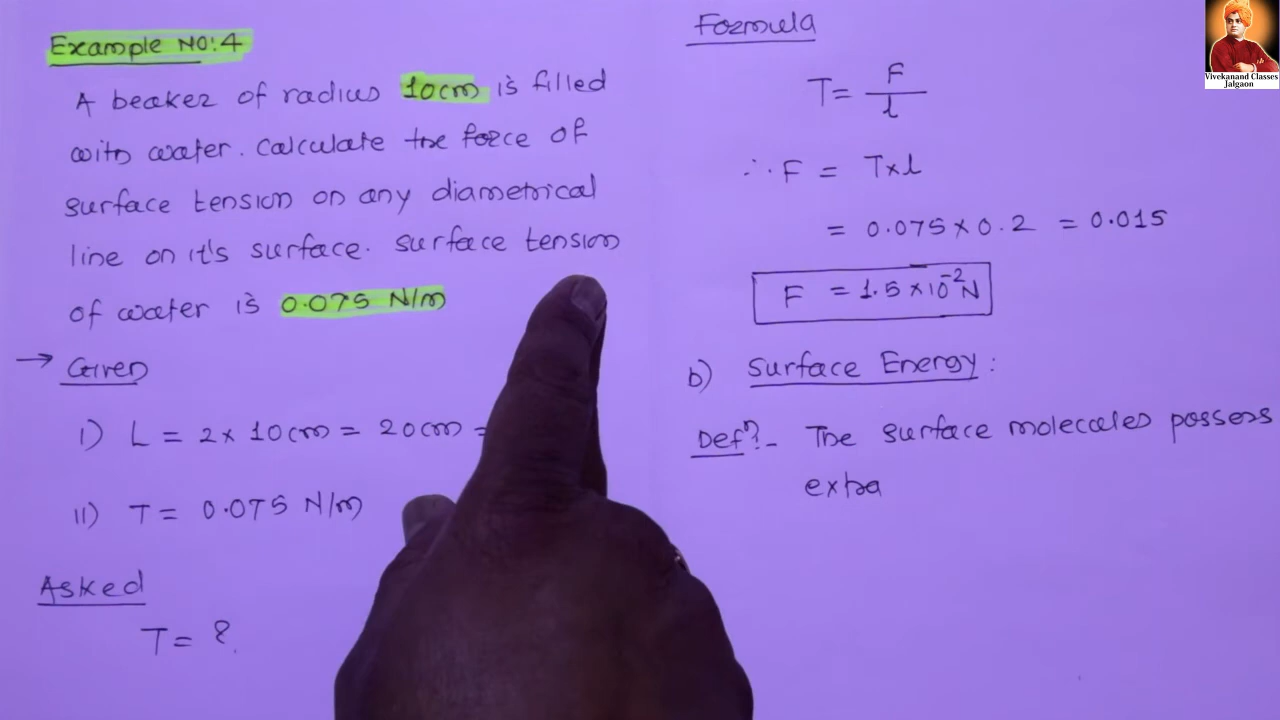 Example No: 4
A beaker of radius 10cm is filled
with water. Calculate the force of
surface tension on any diametrical
line on it's surface. Surface tension
of water is 0.075 N/m
→ Given
i) L = 2 x 10cm = 20cm =
ii) T = 0.075 N/m
Asked
T = ?
Formula
T = F / l
∴ F = T x l
= 0.075 x 0.2 = 0.015
F = 1.5 x 10⁻² N
b) Surface Energy :
Defⁿ:- The surface molecules possess
extra
Vivekanand Classes
Jalgaon